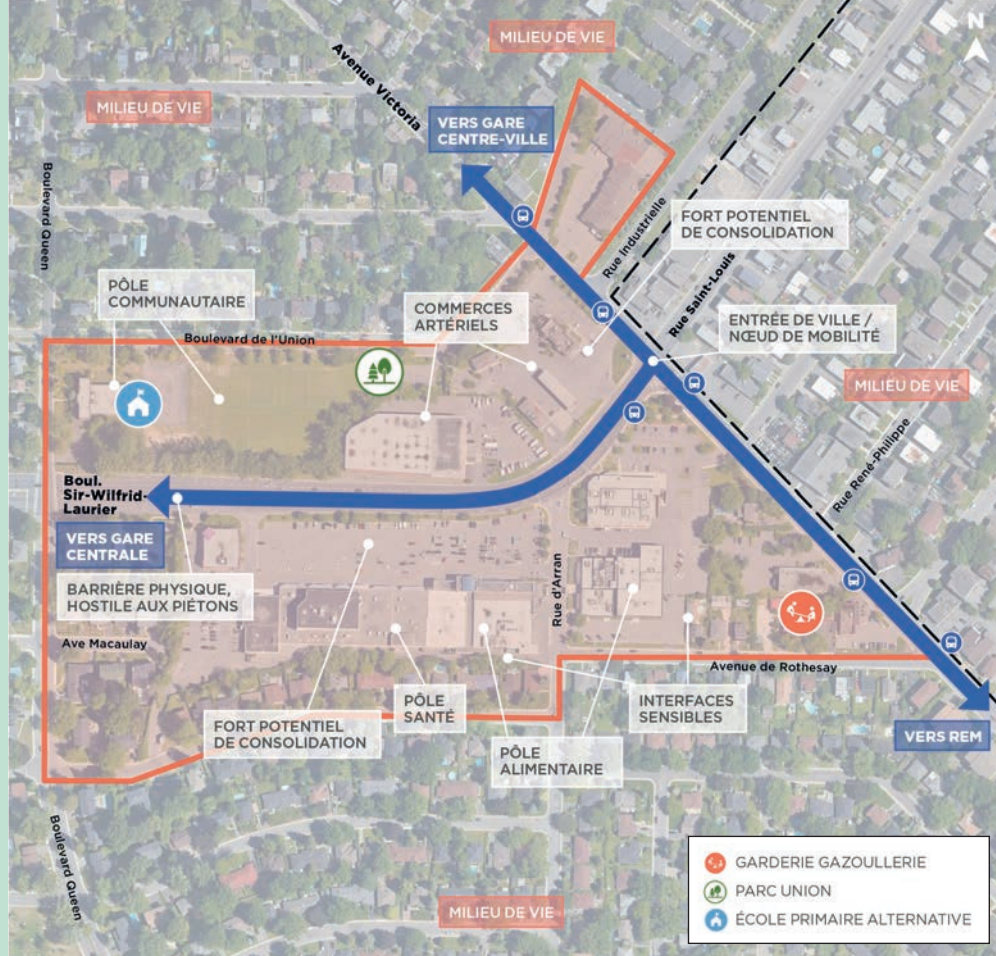 N
MILIEU DE VIE
Avenue Victoria
MILIEU DE VIE
VERS GARE
CENTRE-VILLE
Boulevard Queen
Rue Industrielle
FORT POTENTIEL
DE CONSOLIDATION
PÔLE
COMMUNAUTAIRE
COMMERCES
ARTÉRIELS
Rue Saint-Louis
ENTRÉE DE VILLE /
NŒUD DE MOBILITÉ
Boulevard de l'Union
MILIEU DE VIE
Rue René-Philippe
Boul.
Sir-Wilfrid-
Laurier
VERS GARE
CENTRALE
BARRIÈRE PHYSIQUE,
HOSTILE AUX PIÉTONS
Rue d'Arran
Ave Macaulay
Avenue de Rothesay
FORT POTENTIEL
DE CONSOLIDATION
PÔLE
SANTÉ
INTERFACES
SENSIBLES
PÔLE
ALIMENTAIRE
VERS REM
Boulevard Queen
MILIEU DE VIE
GARDERIE GAZOULLERIE
PARC UNION
ÉCOLE PRIMAIRE ALTERNATIVE